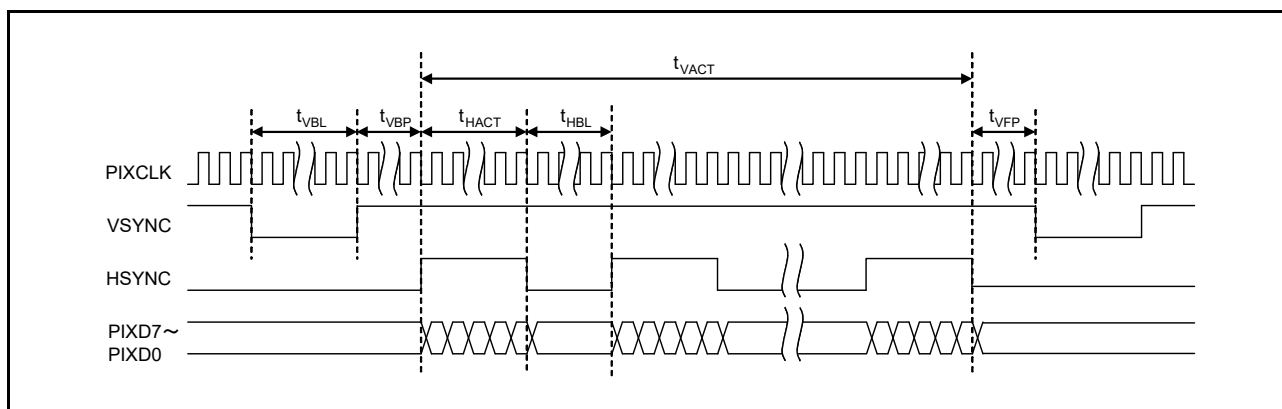 tVACT
tVBL tVBP tHACT tHBL tVFP
PIXCLK
VSYNC
HSYNC
PIXD7～
PIXD0